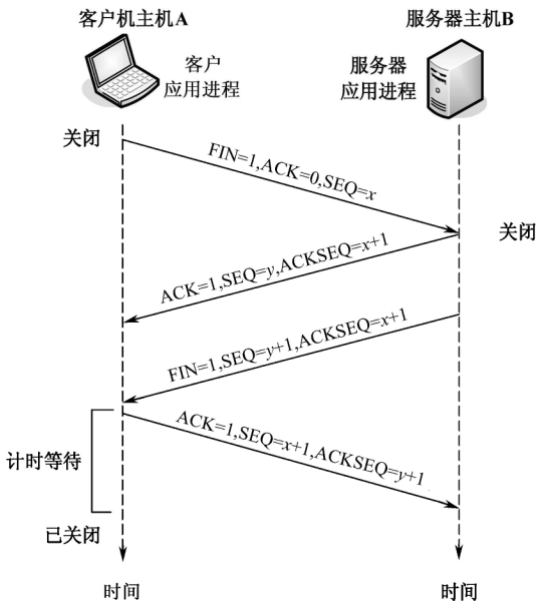 客户机主机A
服务器主机B
客户
应用进程
服务器
应用进程
关闭
FIN=1,ACK=0,SEQ=x
关闭
ACK=1,SEQ=y,ACKSEQ=x+1
FIN=1,SEQ=y+1,ACKSEQ=x+1
ACK=1,SEQ=x+1,ACKSEQ=y+1
计时等待
已关闭
时间
时间